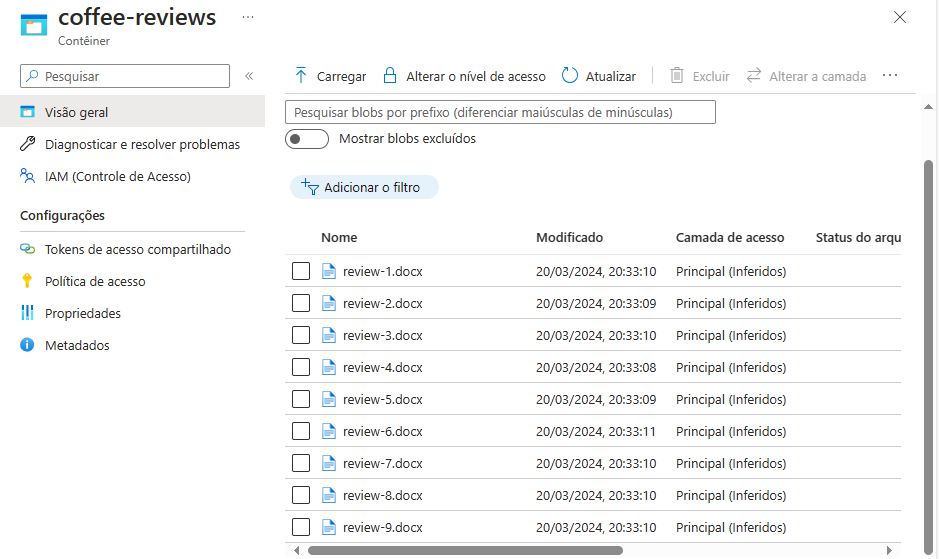 coffee-reviews ...
Contêiner
Pesquisar
«
Visão geral
Diagnosticar e resolver problemas
IAM (Controle de Acesso)
Configurações
Tokens de acesso compartilhado
Política de acesso
Propriedades
Metadados
Carregar Alterar o nível de acesso Atualizar Excluir Alterar a camada ...
Pesquisar blobs por prefixo (diferenciar maiúsculas de minúsculas)
Mostrar blobs excluídos
Adicionar o filtro
Nome Modificado Camada de acesso Status do arqu
review-1.docx 20/03/2024, 20:33:10 Principal (Inferidos)
review-2.docx 20/03/2024, 20:33:09 Principal (Inferidos)
review-3.docx 20/03/2024, 20:33:10 Principal (Inferidos)
review-4.docx 20/03/2024, 20:33:08 Principal (Inferidos)
review-5.docx 20/03/2024, 20:33:09 Principal (Inferidos)
review-6.docx 20/03/2024, 20:33:11 Principal (Inferidos)
review-7.docx 20/03/2024, 20:33:10 Principal (Inferidos)
review-8.docx 20/03/2024, 20:33:10 Principal (Inferidos)
review-9.docx 20/03/2024, 20:33:10 Principal (Inferidos)